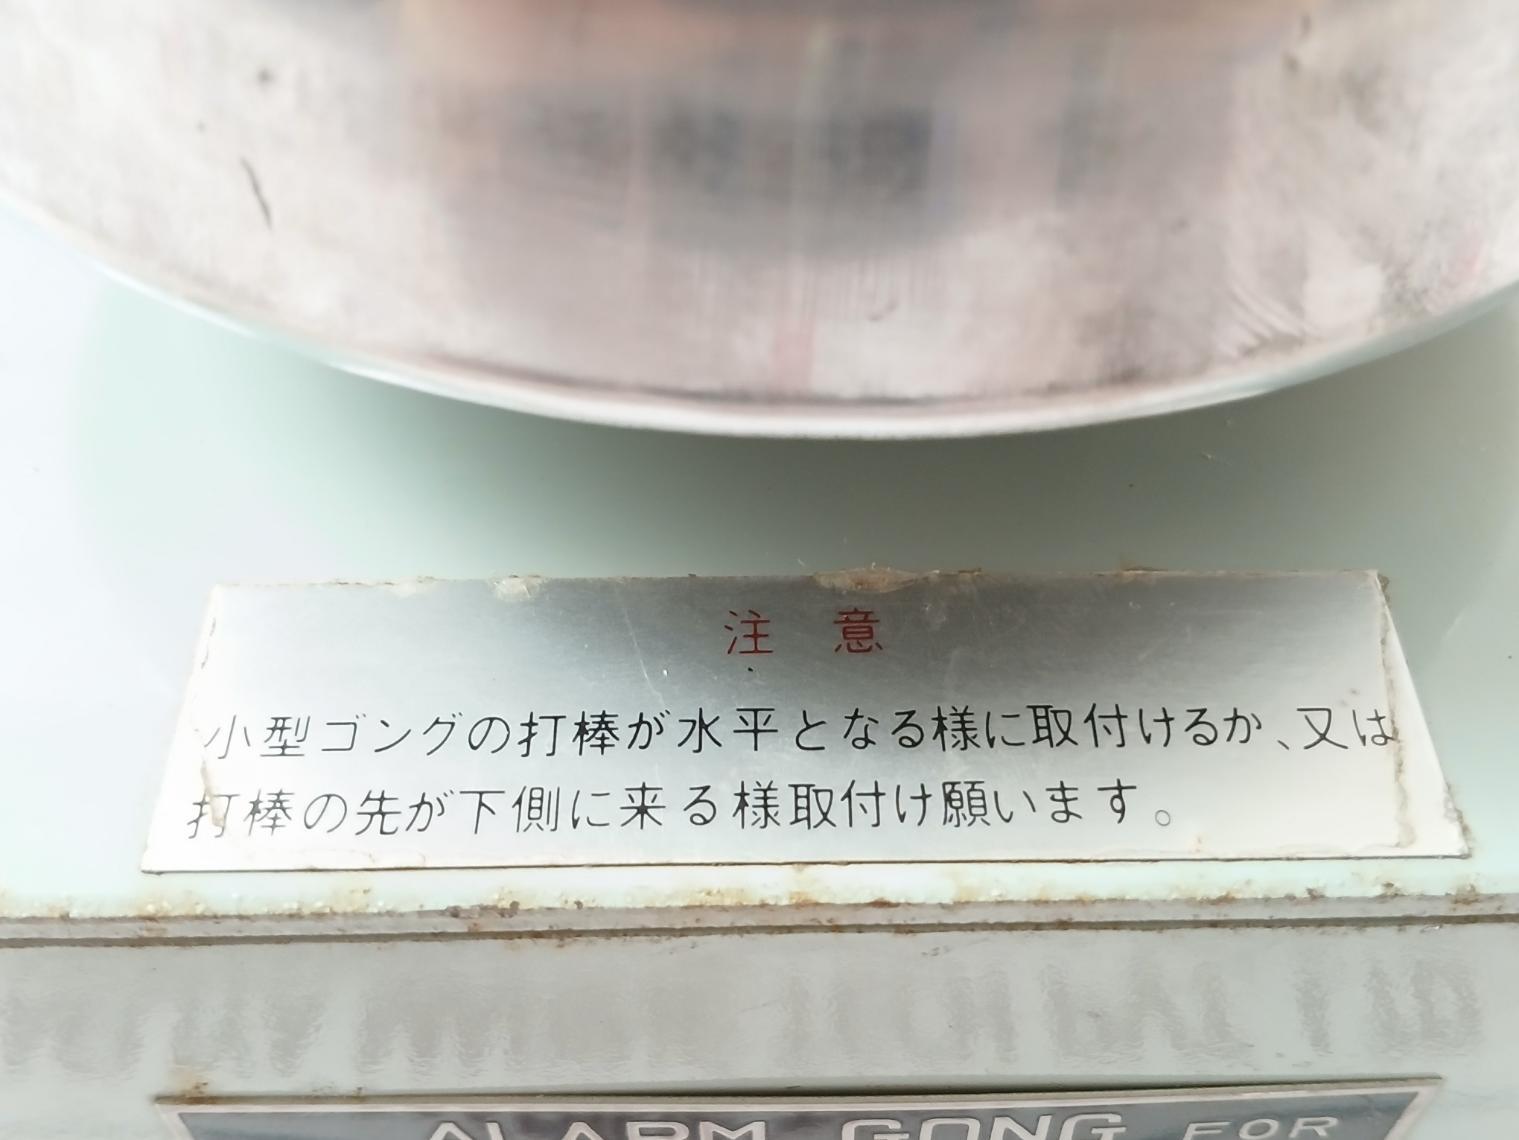 注意
小型ゴングの打棒が水平となる様に取付けるか、又は
打棒の先が下側に来る様取付け願います。
ALARM GONG FOR